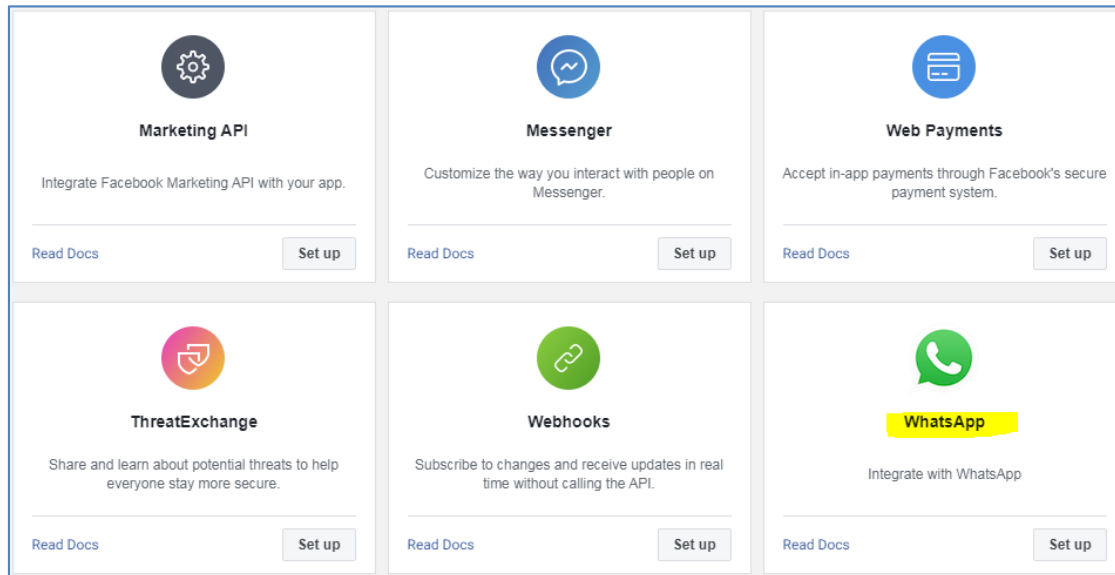 Marketing API
Integrate Facebook Marketing API with your app.
Read Docs
Set up
Messenger
Customize the way you interact with people on
Messenger.
Read Docs
Set up
Web Payments
Accept in-app payments through Facebook's secure
payment system.
Read Docs
Set up
ThreatExchange
Share and learn about potential threats to help
everyone stay more secure.
Read Docs
Set up
Webhooks
Subscribe to changes and receive updates in real
time without calling the API.
Read Docs
Set up
WhatsApp
Integrate with WhatsApp
Read Docs
Set up